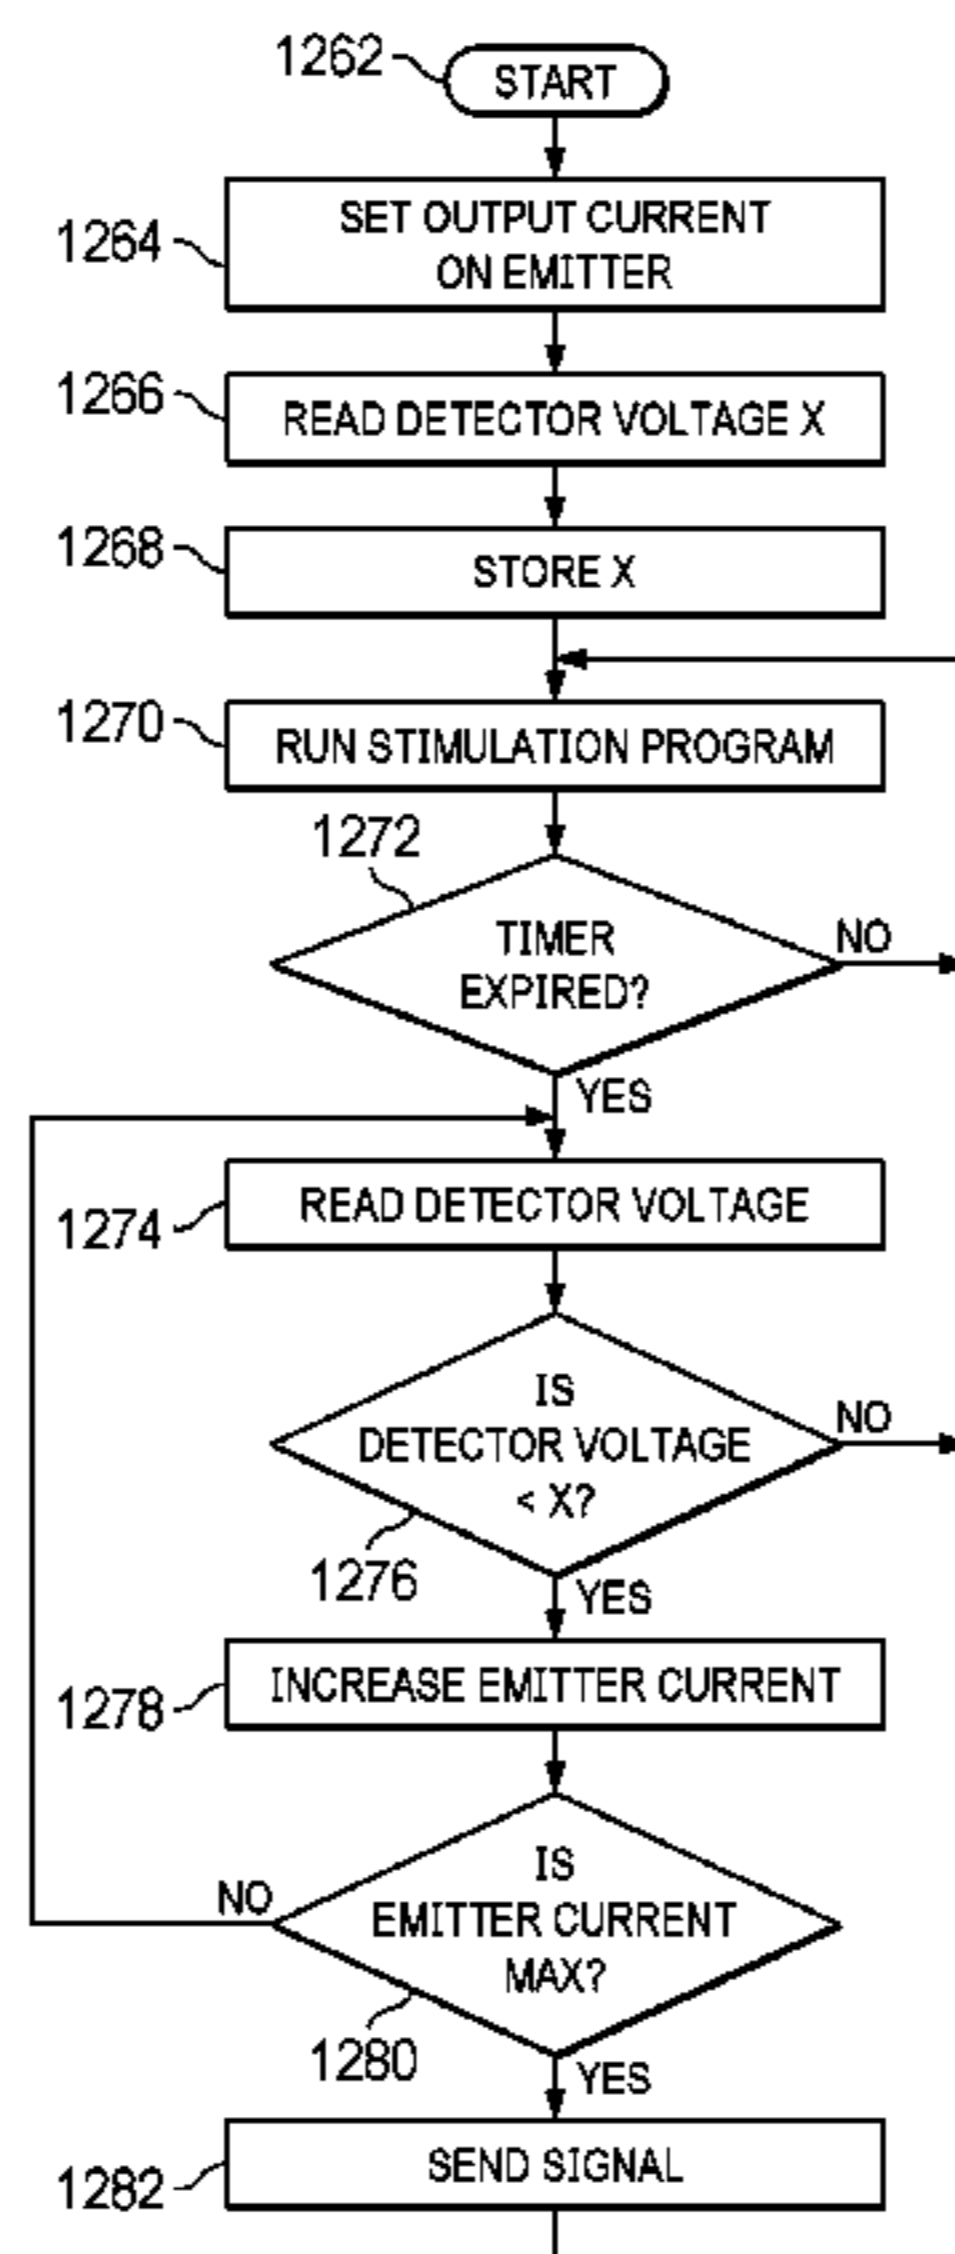 1262
START
1264
SET OUTPUT CURRENT
ON EMITTER
1266
READ DETECTOR VOLTAGE X
1268
STORE X
1270
RUN STIMULATION PROGRAM
1272
TIMER
EXPIRED?
NO
YES
1274
READ DETECTOR VOLTAGE
IS
DETECTOR VOLTAGE
< X?
NO
1276
YES
1278
INCREASE EMITTER CURRENT
IS
EMITTER CURRENT
MAX?
NO
1280
YES
1282
SEND SIGNAL